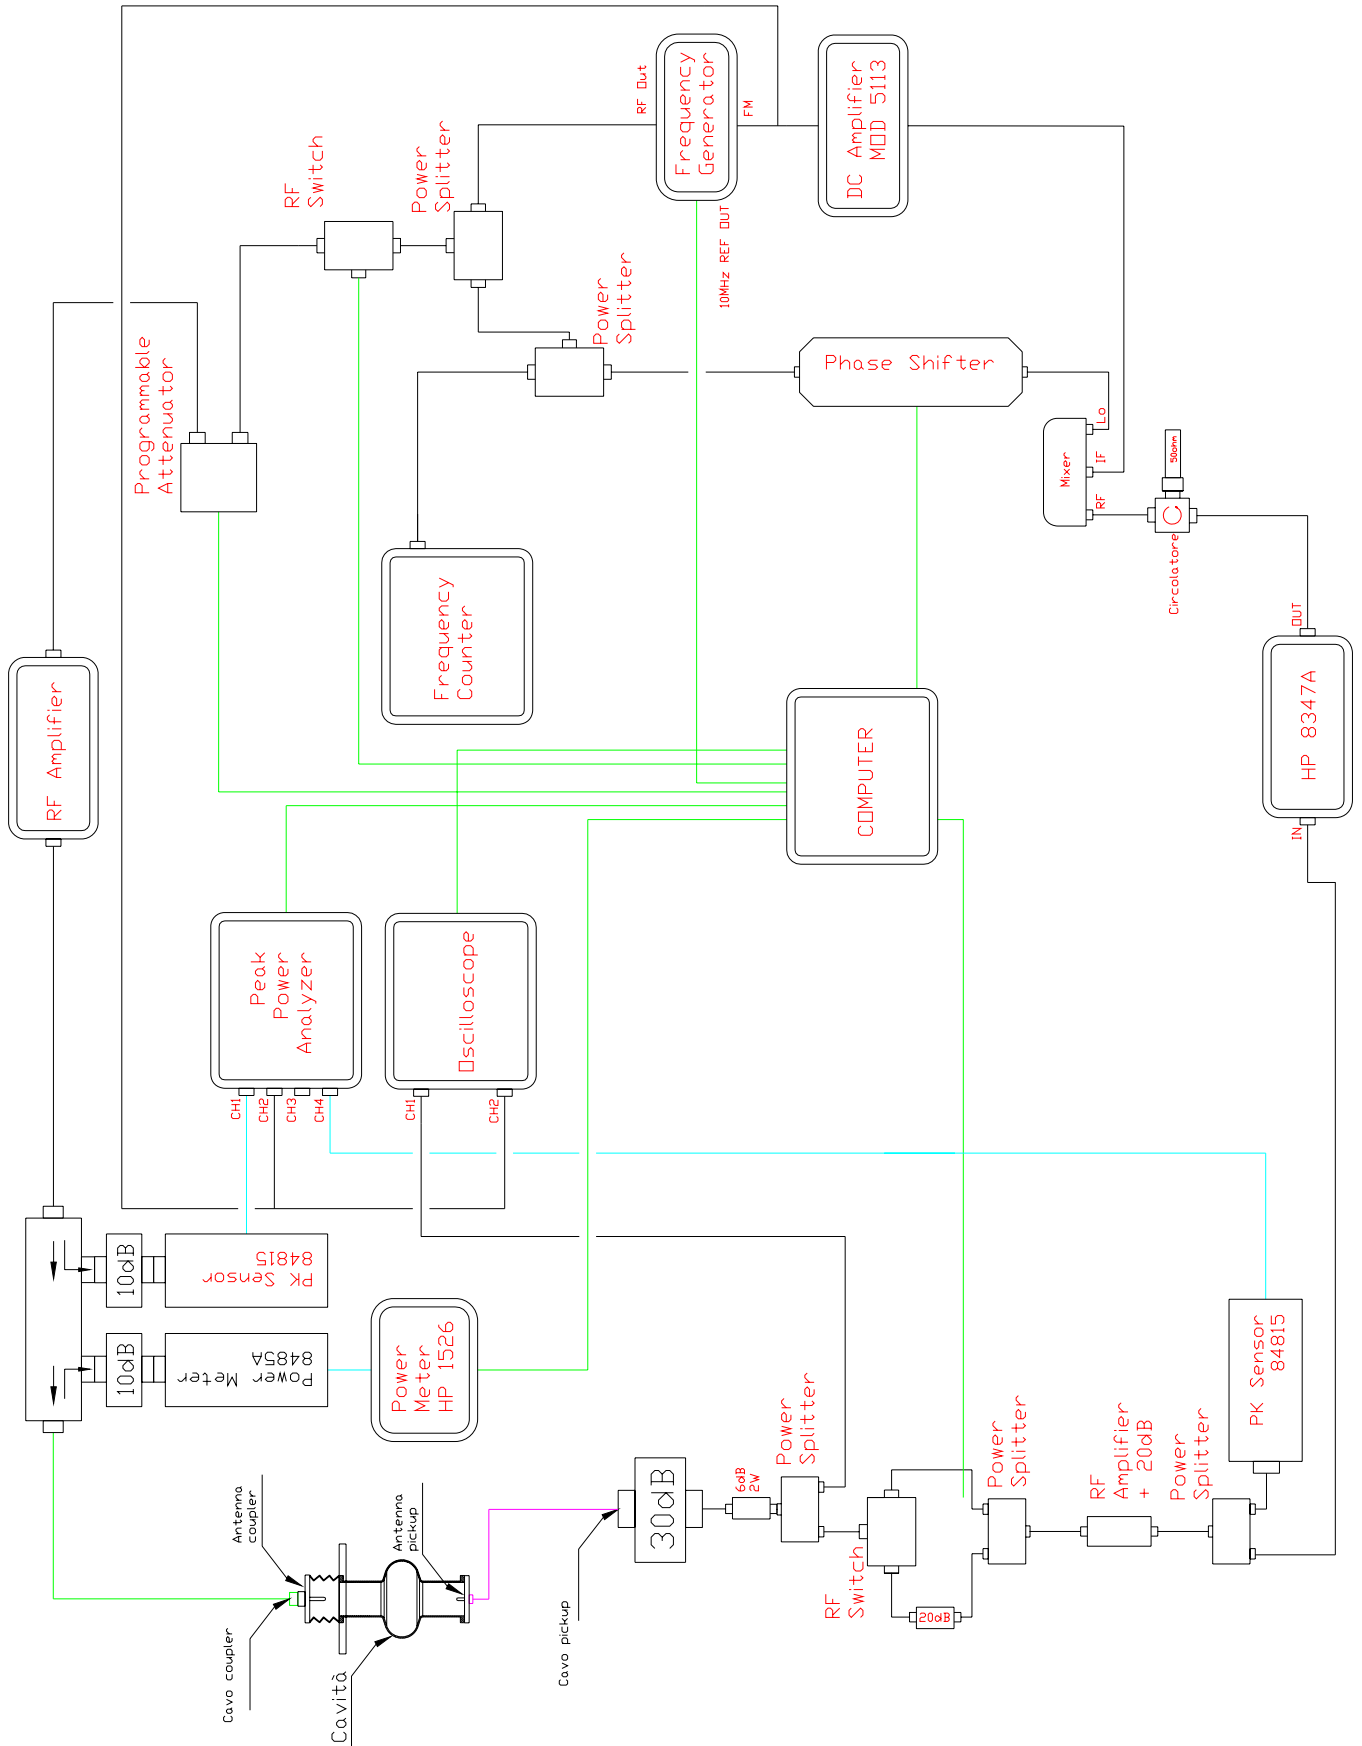 RF Out
Frequency
Generator
FM
10MHz REF OUT
DC Amplifier
MOD 5113
RF
Switch
Power
Splitter
Power
Splitter
Programmable
Attenuator
Phase Shifter
Lo
IF
RF
Mixer
50ohm
Circolatore
Frequency
Counter
RF Amplifier
COMPUTER
OUT
HP 8347A
IN
Peak
Power
Analyzer
CH1
CH2
CH3
CH4
Oscilloscope
CH1
CH2
10dB
PK Sensor
84815
10dB
Power
Meter
8485A
Power
Meter
HP 1526
Antenna
coupler
Cavo coupler
Cavità
Antenna
pickup
Cavo pickup
30dB
6dB
2W
Power
Splitter
RF
Switch
20dB
Power
Splitter
RF
Amplifier
+ 20dB
Power
Splitter
PK Sensor
84815